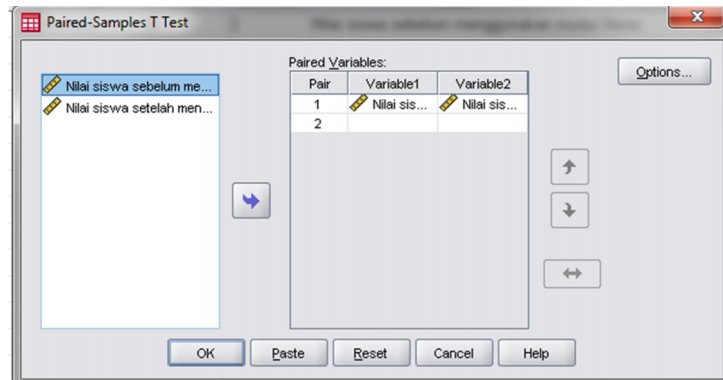 Paired-Samples T Test
Paired Variables:
Options...
Nilai siswa sebelum me...
Nilai siswa setelah men...
Pair Variable1 Variable2
1 Nilai sis... Nilai sis...
2
OK Paste Reset Cancel Help